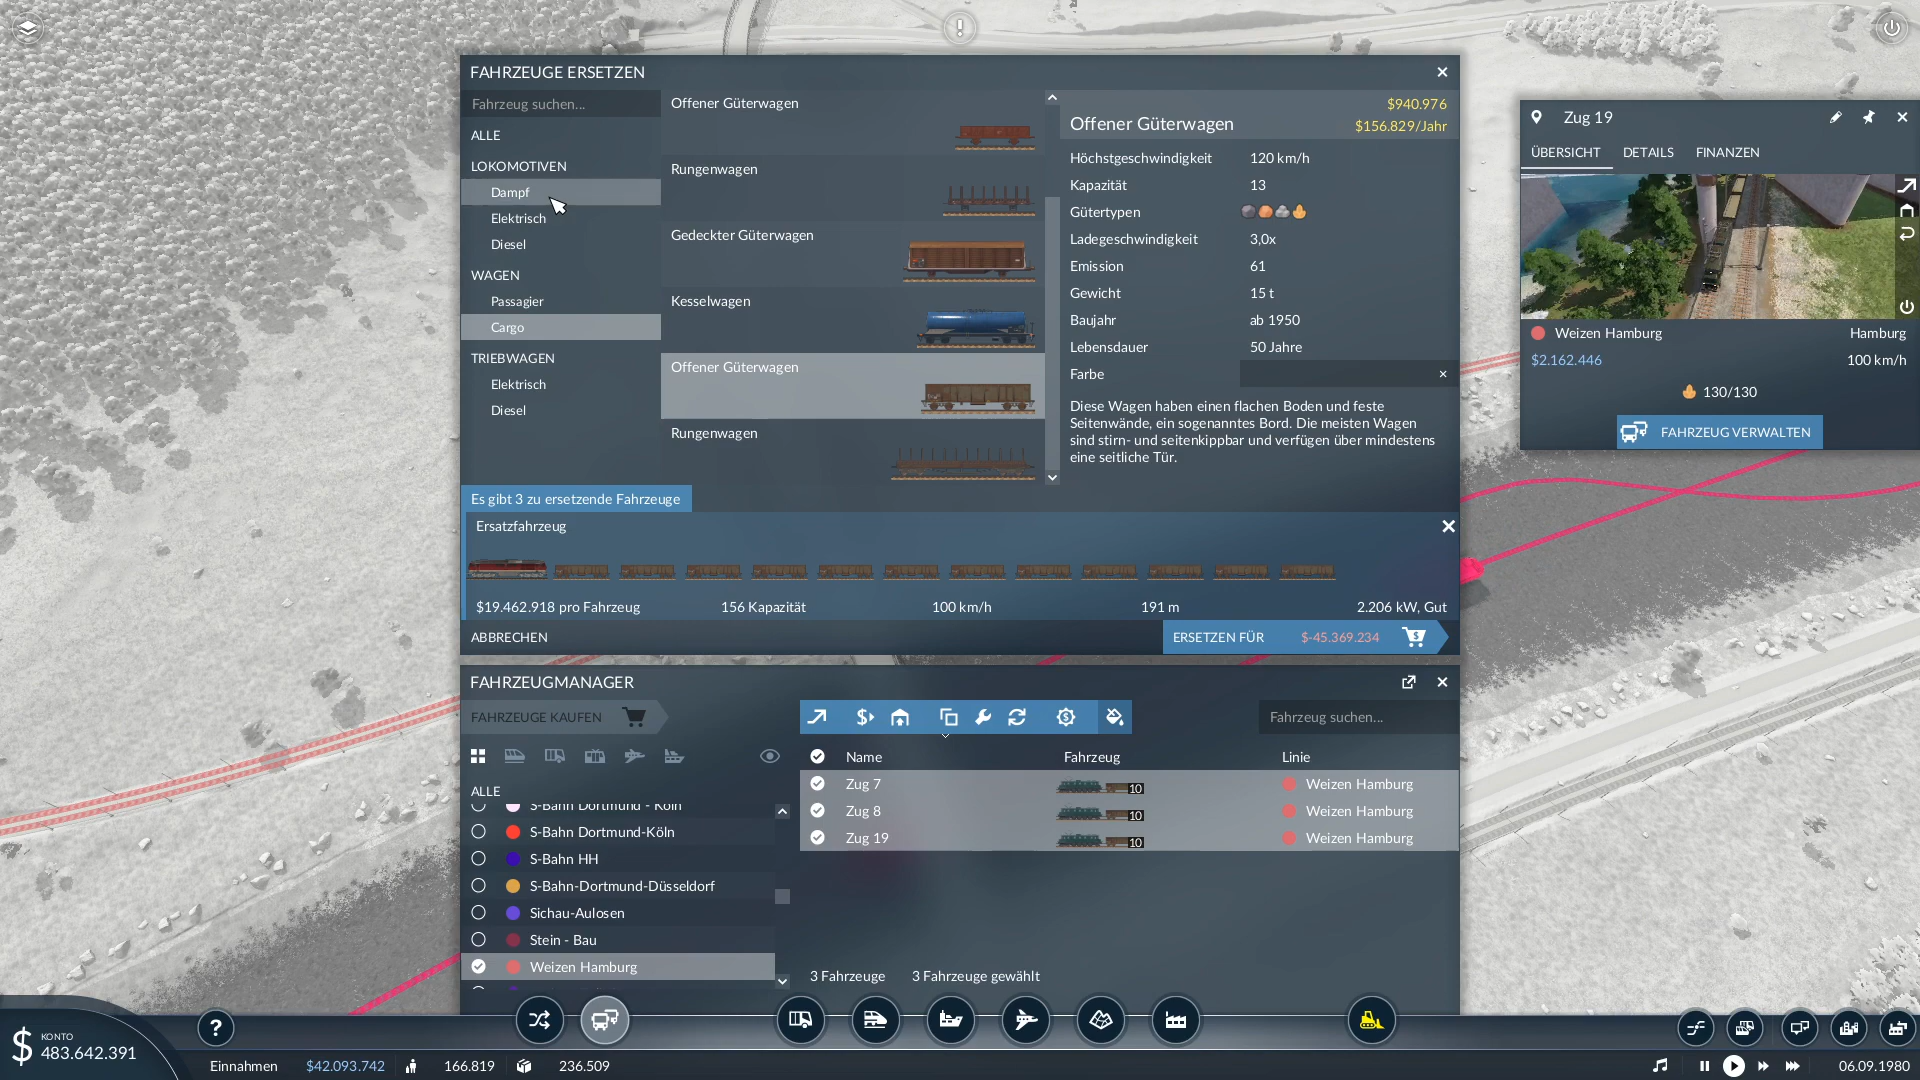 FAHRZEUGE ERSETZEN
Fahrzeug suchen...
ALLE
LOKOMOTIVEN
Dampf
Elektrisch
Diesel
WAGEN
Passagier
Cargo
TRIEBWAGEN
Elektrisch
Diesel
Offener Güterwagen
Rungenwagen
Gedeckter Güterwagen
Kesselwagen
Offener Güterwagen
Rungenwagen
$940.976
Offener Güterwagen $156.829/Jahr
Höchstgeschwindigkeit 120 km/h
Kapazität 13
Gütertypen
Ladegeschwindigkeit 3,0x
Emission 61
Gewicht 15 t
Baujahr ab 1950
Lebensdauer 50 Jahre
Farbe
Diese Wagen haben einen flachen Boden und feste
Seitenwände, ein sogenanntes Bord. Die meisten Wagen
sind stirn- und seitenkippbar und verfügen über mindestens
eine seitliche Tür.
Es gibt 3 zu ersetzende Fahrzeuge
Ersatzfahrzeug
$19.462.918 pro Fahrzeug 156 Kapazität 100 km/h 191 m 2.206 kW, Gut
ABBRECHEN
ERSETZEN FÜR $-45.369.234
Zug 19
ÜBERSICHT DETAILS FINANZEN
Weizen Hamburg Hamburg
$2.162.446 100 km/h
130/130
FAHRZEUG VERWALTEN
FAHRZEUGMANAGER
FAHRZEUGE KAUFEN
Fahrzeug suchen...
ALLE
S-Bahn Dortmund - Köln
S-Bahn Dortmund-Köln
S-Bahn HH
S-Bahn-Dortmund-Düsseldorf
Sichau-Aulosen
Stein - Bau
Weizen Hamburg
Name Fahrzeug Linie
Zug 7 10 Weizen Hamburg
Zug 8 10 Weizen Hamburg
Zug 19 10 Weizen Hamburg
3 Fahrzeuge 3 Fahrzeuge gewählt
$ KONTO
483.642.391
?
Einnahmen $42.093.742 166.819 236.509
06.09.1980